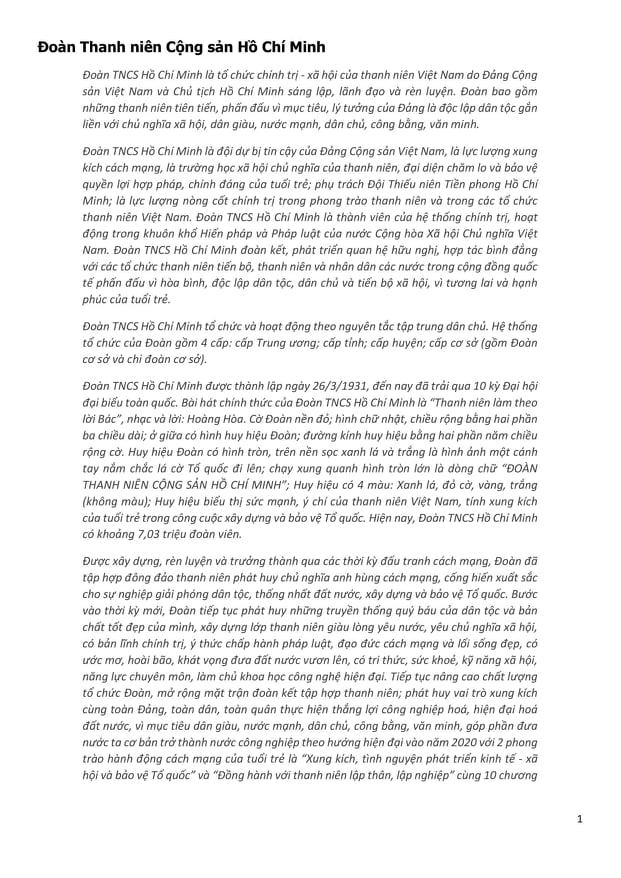 Đoàn Thanh niên Cộng sản Hồ Chí Minh
Đoàn TNCS Hồ Chí Minh là tổ chức chính trị - xã hội của thanh niên Việt Nam do Đảng Cộng
sản Việt Nam và Chủ tịch Hồ Chí Minh sáng lập, lãnh đạo và rèn luyện. Đoàn bao gồm
những thanh niên tiên tiến, phấn đấu vì mục tiêu, lý tưởng của Đảng là độc lập dân tộc gắn
liền với chủ nghĩa xã hội, dân giàu, nước mạnh, dân chủ, công bằng, văn minh.
Đoàn TNCS Hồ Chí Minh là đội dự bị tin cậy của Đảng Cộng sản Việt Nam, là lực lượng xung
kích cách mạng, là trường học xã hội chủ nghĩa của thanh niên, đại diện chăm lo và bảo vệ
quyền lợi hợp pháp, chính đáng của tuổi trẻ; phụ trách Đội Thiếu niên Tiền phong Hồ Chí
Minh; là lực lượng nòng cốt chính trị trong phong trào thanh niên và trong các tổ chức
thanh niên Việt Nam. Đoàn TNCS Hồ Chí Minh là thành viên của hệ thống chính trị, hoạt
động trong khuôn khổ Hiến pháp và Pháp luật của nước Cộng hòa Xã hội Chủ nghĩa Việt
Nam. Đoàn TNCS Hồ Chí Minh đoàn kết, phát triển quan hệ hữu nghị, hợp tác bình đẳng
với các tổ chức thanh niên tiến bộ, thanh niên và nhân dân các nước trong cộng đồng quốc
tế phấn đấu vì hòa bình, độc lập dân tộc, dân chủ và tiến bộ xã hội, vì tương lai và hạnh
phúc của tuổi trẻ.
Đoàn TNCS Hồ Chí Minh tổ chức và hoạt động theo nguyên tắc tập trung dân chủ. Hệ thống
tổ chức của Đoàn gồm 4 cấp: cấp Trung ương; cấp tỉnh; cấp huyện; cấp cơ sở (gồm Đoàn
cơ sở và chi đoàn cơ sở).
Đoàn TNCS Hồ Chí Minh được thành lập ngày 26/3/1931, đến nay đã trải qua 10 kỳ Đại hội
đại biểu toàn quốc. Bài hát chính thức của Đoàn TNCS Hồ Chí Minh là “Thanh niên làm theo
lời Bác”, nhạc và lời: Hoàng Hòa. Cờ Đoàn nền đỏ; hình chữ nhật, chiều rộng bằng hai phần
ba chiều dài; ở giữa có hình huy hiệu Đoàn; đường kính huy hiệu bằng hai phần năm chiều
rộng cờ. Huy hiệu Đoàn có hình tròn, trên nền sọc xanh lá và trắng là hình ảnh một cánh
tay nắm chắc lá cờ Tổ quốc đi lên; chạy xung quanh hình tròn lớn là dòng chữ “ĐOÀN
THANH NIÊN CỘNG SẢN HỒ CHÍ MINH”; Huy hiệu có 4 màu: Xanh lá, đỏ cờ, vàng, trắng
(không màu); Huy hiệu biểu thị sức mạnh, ý chí của thanh niên Việt Nam, tính xung kích
của tuổi trẻ trong công cuộc xây dựng và bảo vệ Tổ quốc. Hiện nay, Đoàn TNCS Hồ Chí Minh
có khoảng 7,03 triệu đoàn viên.
Được xây dựng, rèn luyện và trưởng thành qua các thời kỳ đấu tranh cách mạng, Đoàn đã
tập hợp đông đảo thanh niên phát huy chủ nghĩa anh hùng cách mạng, cống hiến xuất sắc
cho sự nghiệp giải phóng dân tộc, thống nhất đất nước, xây dựng và bảo vệ Tổ quốc. Bước
vào thời kỳ mới, Đoàn tiếp tục phát huy những truyền thống quý báu của dân tộc và bản
chất tốt đẹp của mình, xây dựng lớp thanh niên giàu lòng yêu nước, yêu chủ nghĩa xã hội,
có bản lĩnh chính trị, ý thức chấp hành pháp luật, đạo đức cách mạng và lối sống đẹp, có
ước mơ, hoài bão, khát vọng đưa đất nước vươn lên, có tri thức, sức khoẻ, kỹ năng xã hội,
năng lực chuyên môn, làm chủ khoa học công nghệ hiện đại. Tiếp tục nâng cao chất lượng
tổ chức Đoàn, mở rộng mặt trận đoàn kết tập hợp thanh niên; phát huy vai trò xung kích
cùng toàn Đảng, toàn dân, toàn quân thực hiện thắng lợi công nghiệp hoá, hiện đại hoá
đất nước, vì mục tiêu dân giàu, nước mạnh, dân chủ, công bằng, văn minh, góp phần đưa
nước ta cơ bản trở thành nước công nghiệp theo hướng hiện đại vào năm 2020 với 2 phong
trào hành động cách mạng của tuổi trẻ là “Xung kích, tình nguyện phát triển kinh tế - xã
hội và bảo vệ Tổ quốc” và “Đồng hành với thanh niên lập thân, lập nghiệp” cùng 10 chương
1